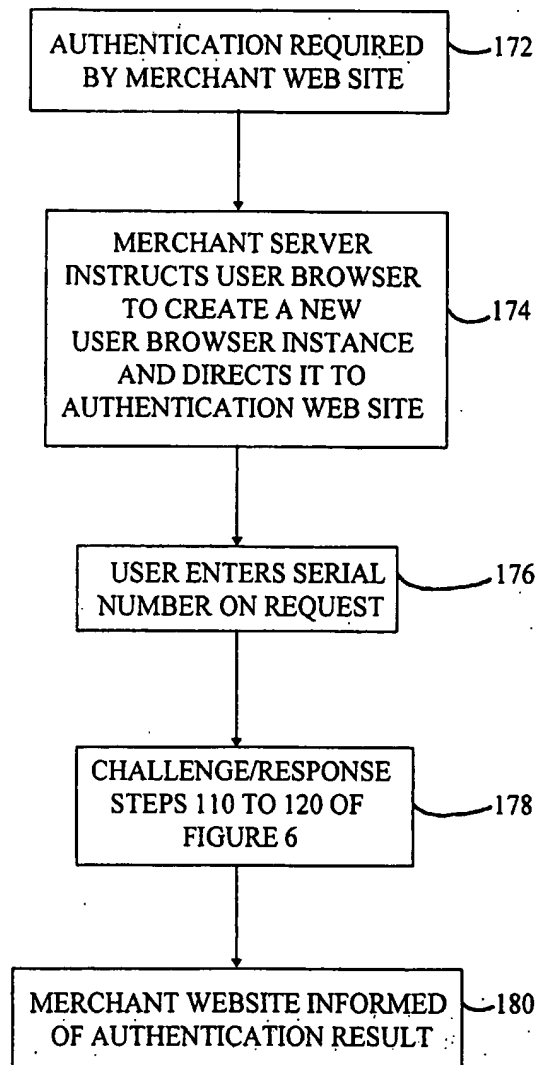 AUTHENTICATION REQUIRED
BY MERCHANT WEB SITE
172
MERCHANT SERVER
INSTRUCTS USER BROWSER
TO CREATE A NEW
USER BROWSER INSTANCE
AND DIRECTS IT TO
AUTHENTICATION WEB SITE
174
USER ENTERS SERIAL
NUMBER ON REQUEST
176
CHALLENGE/RESPONSE
STEPS 110 TO 120 OF
FIGURE 6
178
MERCHANT WEBSITE INFORMED
OF AUTHENTICATION RESULT
180